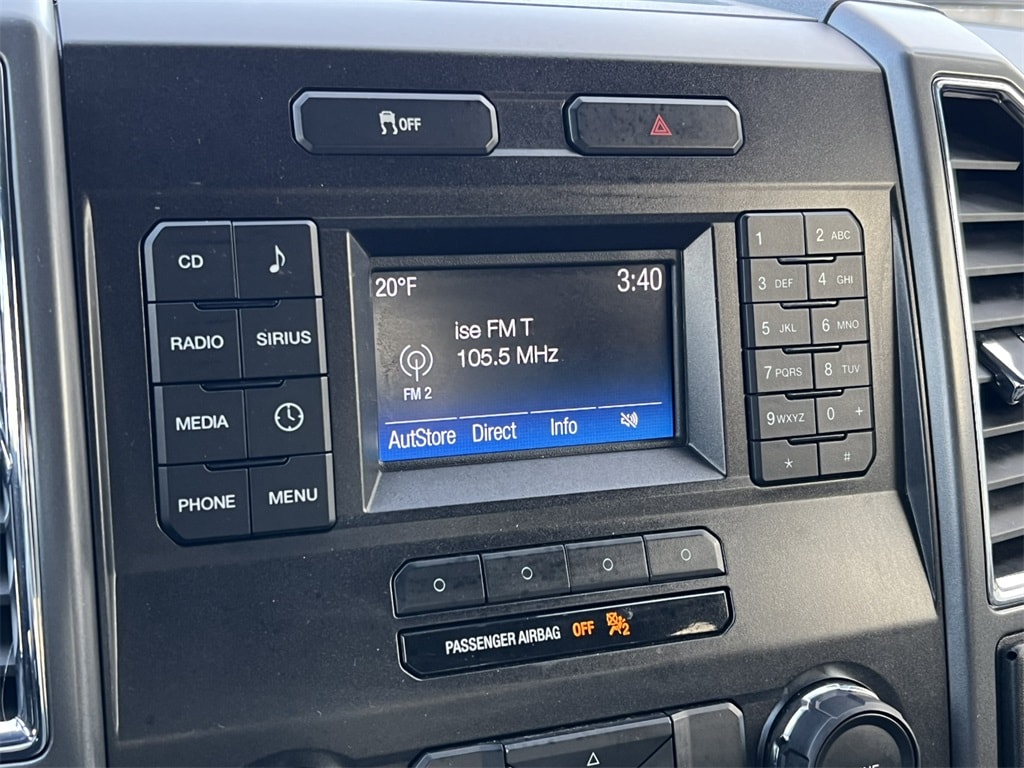 OFF
CD
RADIO SIRIUS
MEDIA
PHONE MENU
20°F 3:40
ise FM T
105.5 MHz
FM 2
AutStore Direct Info
1 2 ABC
3 DEF 4 GHI
5 JKL 6 MNO
7 PQRS 8 TUV
9 WXYZ 0 +
* #
PASSENGER AIRBAG OFF 2